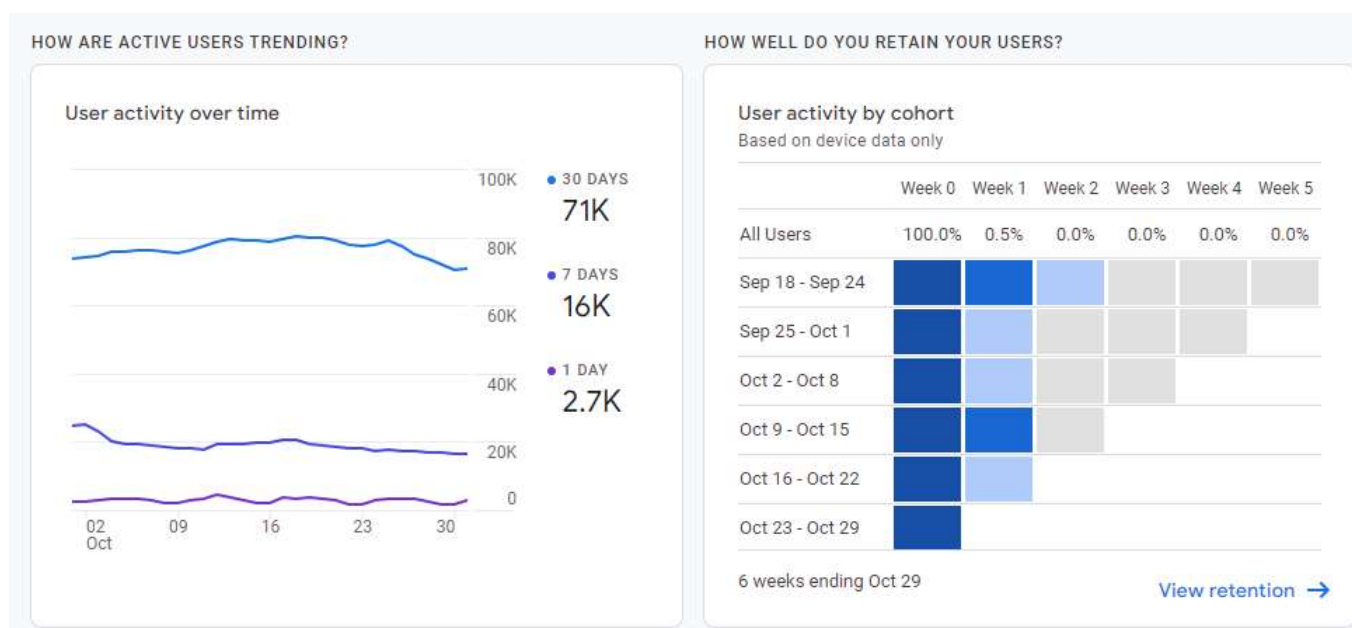 HOW ARE ACTIVE USERS TRENDING?
User activity over time
100K
80K
60K
40K
20K
0
02
Oct
09
16
23
30
30 DAYS
71K
7 DAYS
16K
1 DAY
2.7K
HOW WELL DO YOU RETAIN YOUR USERS?
User activity by cohort
Based on device data only
Week 0 Week 1 Week 2 Week 3 Week 4 Week 5
All Users 100.0% 0.5% 0.0% 0.0% 0.0% 0.0%
Sep 18 - Sep 24
Sep 25 - Oct 1
Oct 2 - Oct 8
Oct 9 - Oct 15
Oct 16 - Oct 22
Oct 23 - Oct 29
6 weeks ending Oct 29
View retention →